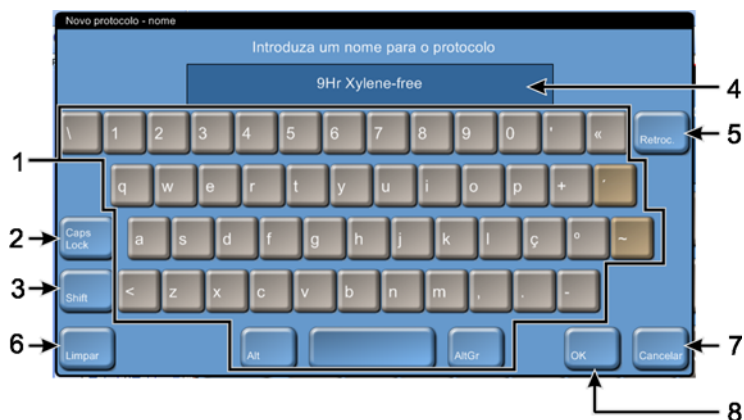 Novo protocolo - nome
Introduza um nome para o protocolo
9Hr Xylene-free
4
\ 1 2 3 4 5 6 7 8 9 0 ' «
Retroc.
5
1
q w e r t y u i o p + ´
2
Caps Lock
a s d f g h j k l ç º ~
3
Shift
< z x c v b n m , . -
6
Limpar
Alt
AltGr
OK
Cancelar
7
8